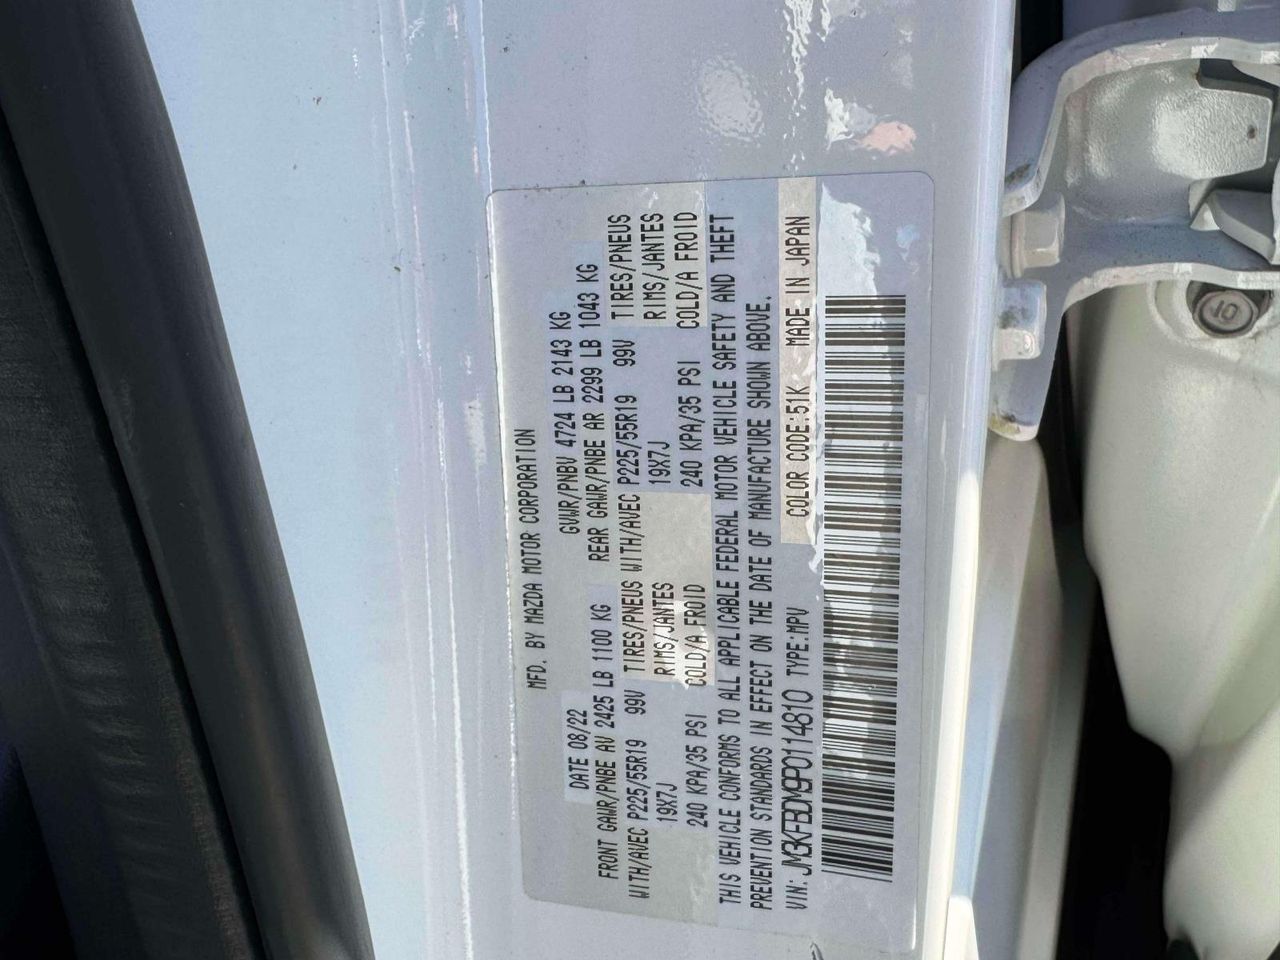 MFD. BY MAZDA MOTOR CORPORATION
DATE 08/22 GVWR/PNBV 4724 LB 2143 KG
FRONT GAWR/PNBE AV 2425 LB 1100 KG REAR GAWR/PNBE AR 2299 LB 1043 KG
WITH/AVEC P225/55R19 99V TIRES/PNEUS WITH/AVEC P225/55R19 99V TIRES/PNEUS
19X7J RIMS/JANTES 19X7J RIMS/JANTES
240 KPA/35 PSI COLD/A FROID 240 KPA/35 PSI COLD/A FROID
THIS VEHICLE CONFORMS TO ALL APPLICABLE FEDERAL MOTOR VEHICLE SAFETY AND THEFT
PREVENTION STANDARDS IN EFFECT ON THE DATE OF MANUFACTURE SHOWN ABOVE.
VIN: JM3KFBDM9P0114810 TYPE:MPV COLOR CODE:51K MADE IN JAPAN
10